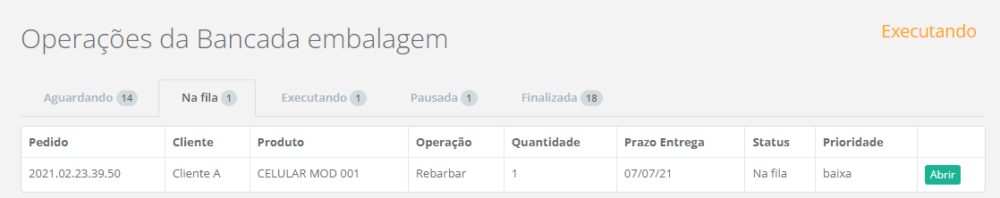 Operações da Bancada embalagem
Executando
Aguardando 14 Na fila 1 Executando 1 Pausada 1 Finalizada 18
Pedido Cliente Produto Operação Quantidade Prazo Entrega Status Prioridade
2021.02.23.39.50 Cliente A CELULAR MOD 001 Rebarbar 1 07/07/21 Na fila baixa Abrir